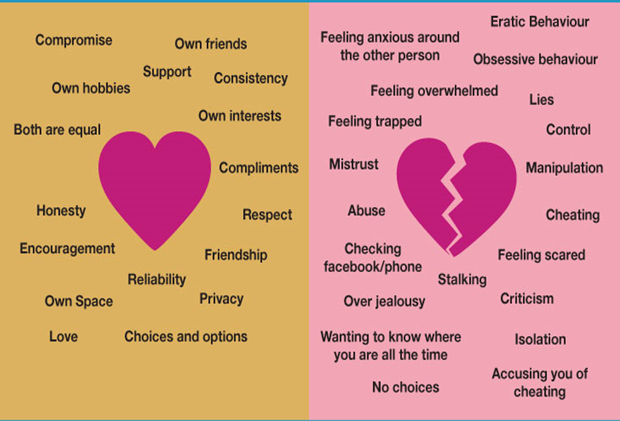 Compromise
Own friends
Support
Consistency
Own hobbies
Own interests
Both are equal
Compliments
Honesty
Respect
Encouragement
Friendship
Reliability
Own Space
Privacy
Love
Choices and options
Eratic Behaviour
Feeling anxious around
the other person
Obsessive behaviour
Feeling overwhelmed
Lies
Feeling trapped
Control
Mistrust
Manipulation
Abuse
Cheating
Checking
facebook/phone
Feeling scared
Stalking
Over jealousy
Criticism
Wanting to know where
you are all the time
Isolation
No choices
Accusing you of
cheating